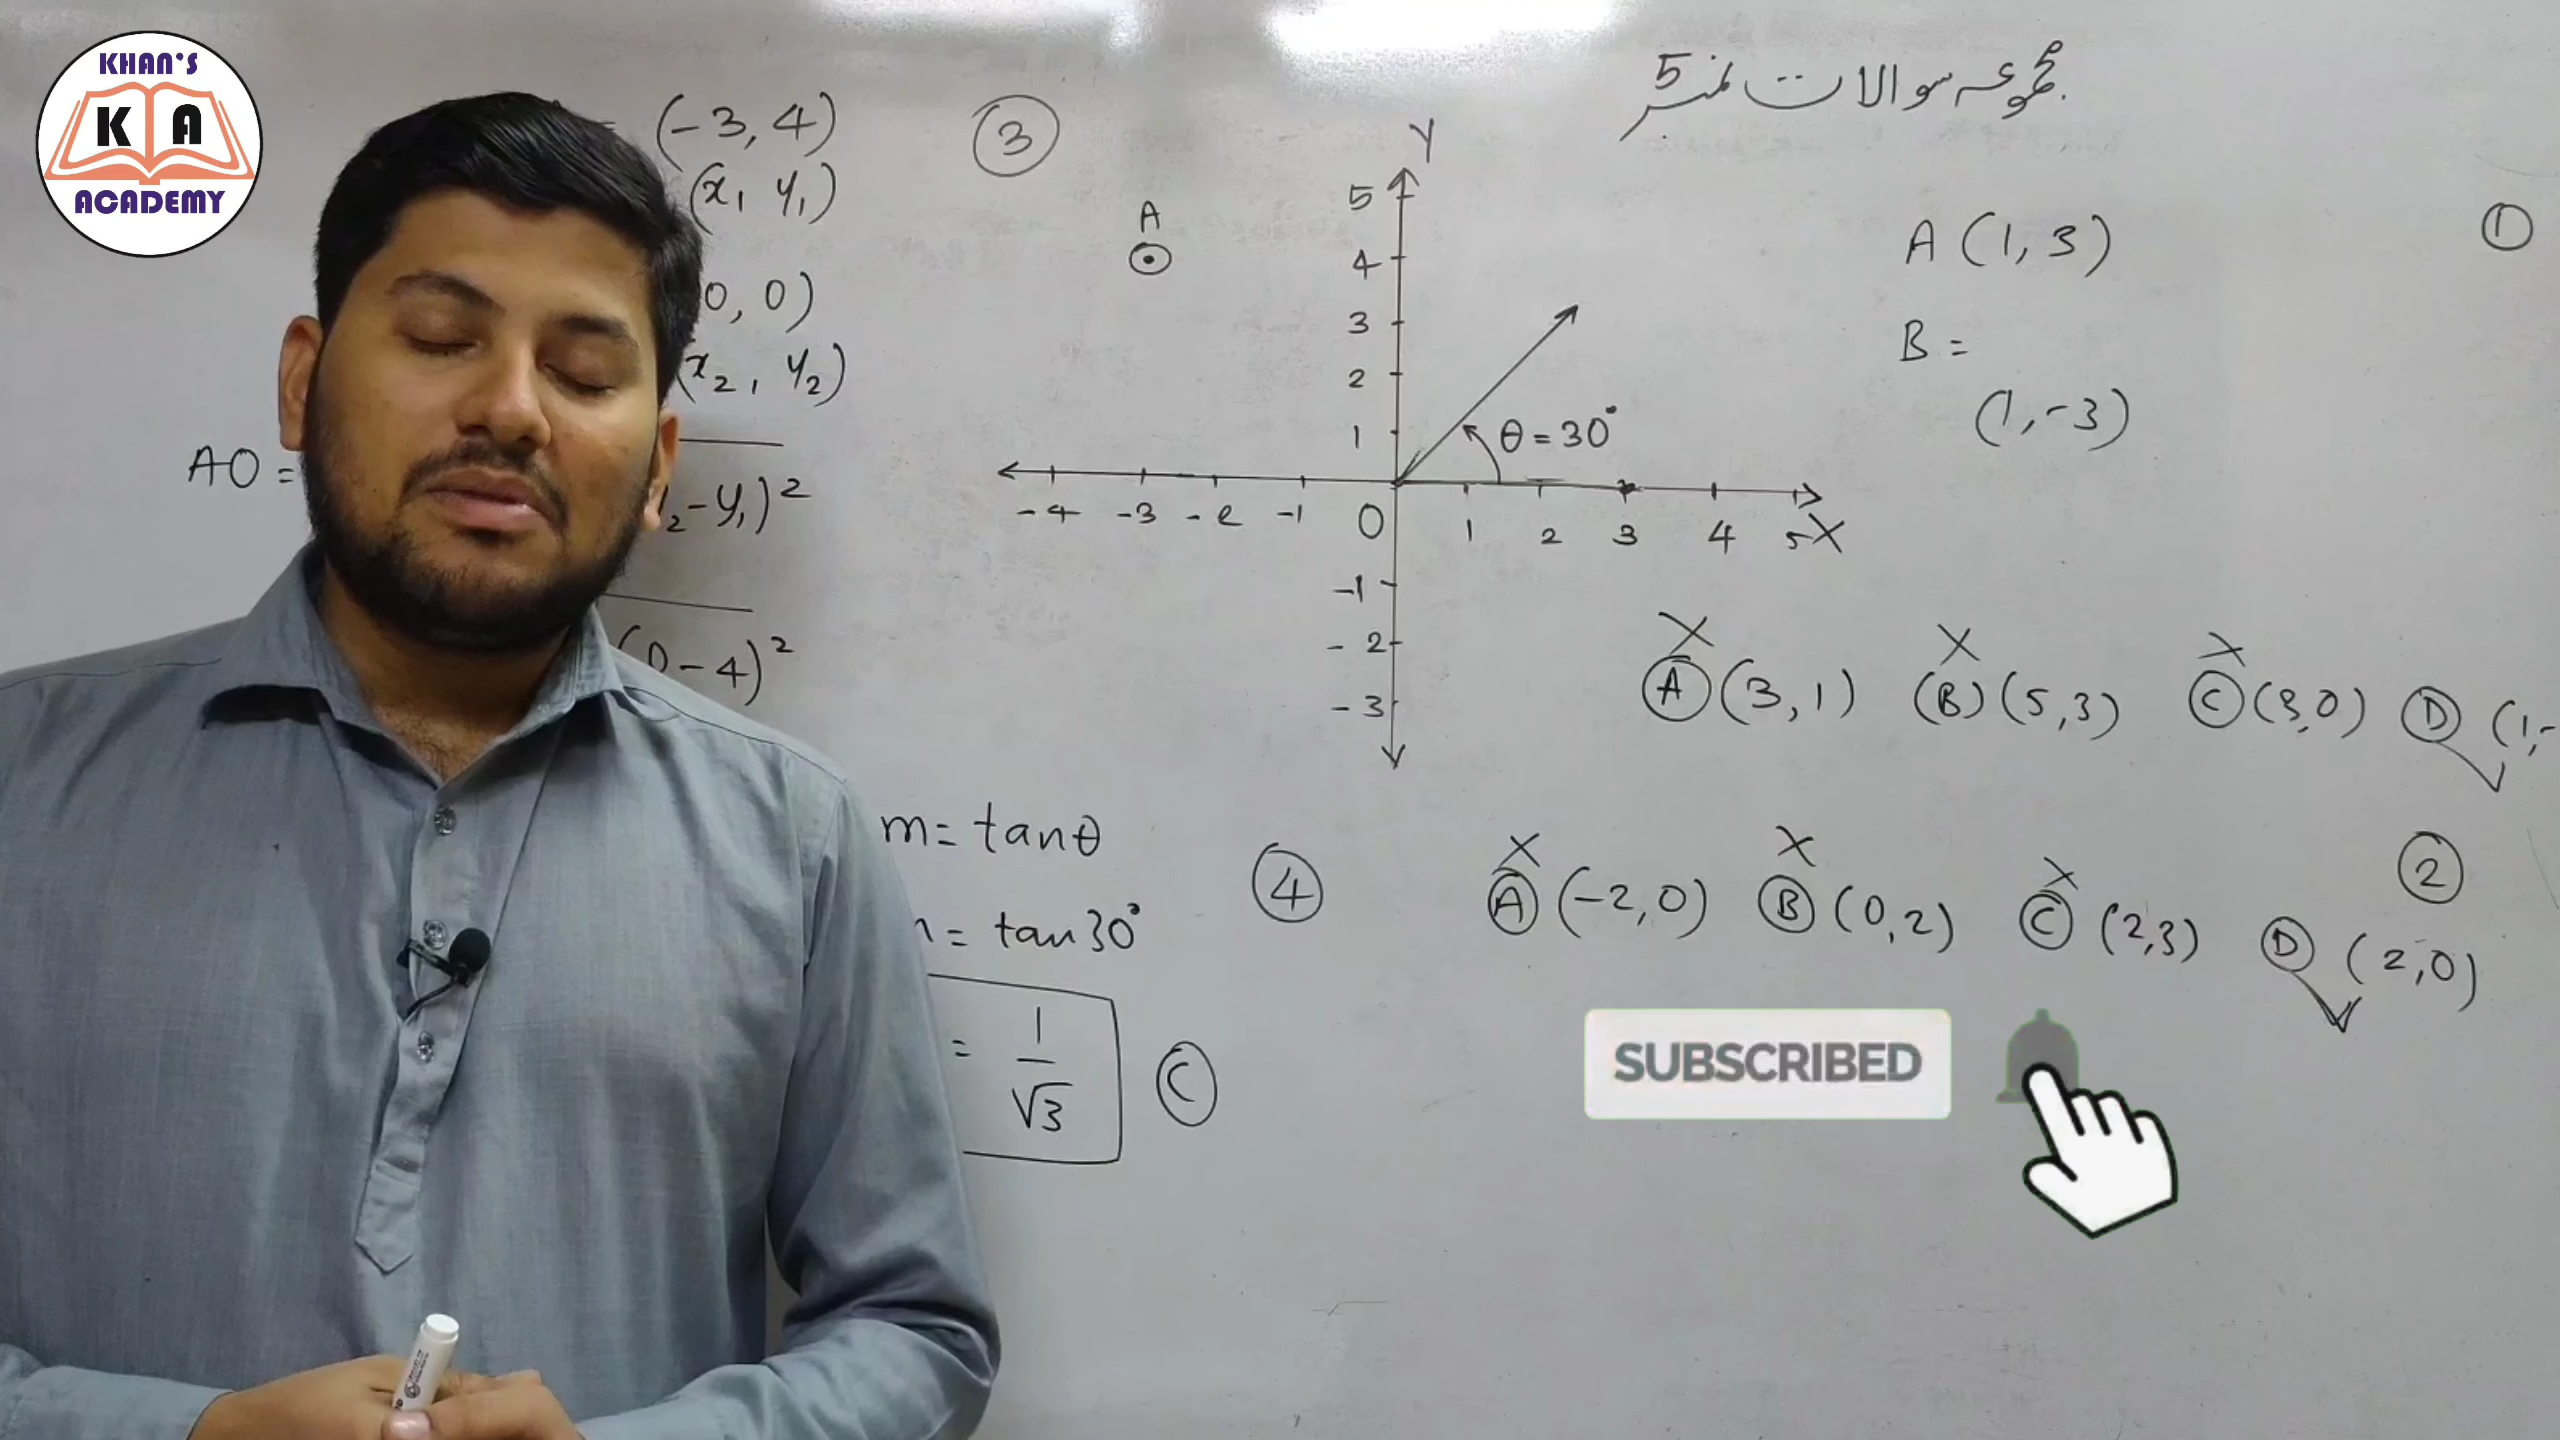 KHAN'S
K A
ACADEMY
مجموعہ سوالات نمبر 5
①
A (1, 3)
B =
(1, -3)
Ⓐ (3, 1) (B) (5, 3) Ⓒ (3, 0) Ⓓ (1, -
X X X
②
Ⓐ (-2, 0) Ⓑ (0, 2) Ⓒ (2, 3) Ⓓ (2, 0)
X X X
③
= (-3, 4)
(x₁ y₁)
0, 0)
(x₂, y₂)
AO =
₂ - y₁)²
(0 - 4)²
Y
5
4
3
2
1
A
θ = 30°
-4 -3 -2 -1 0 1 2 3 4 5 X
-1
-2
-3
④
m = tanθ
= tan 30°
= 1/√3 Ⓒ
SUBSCRIBED